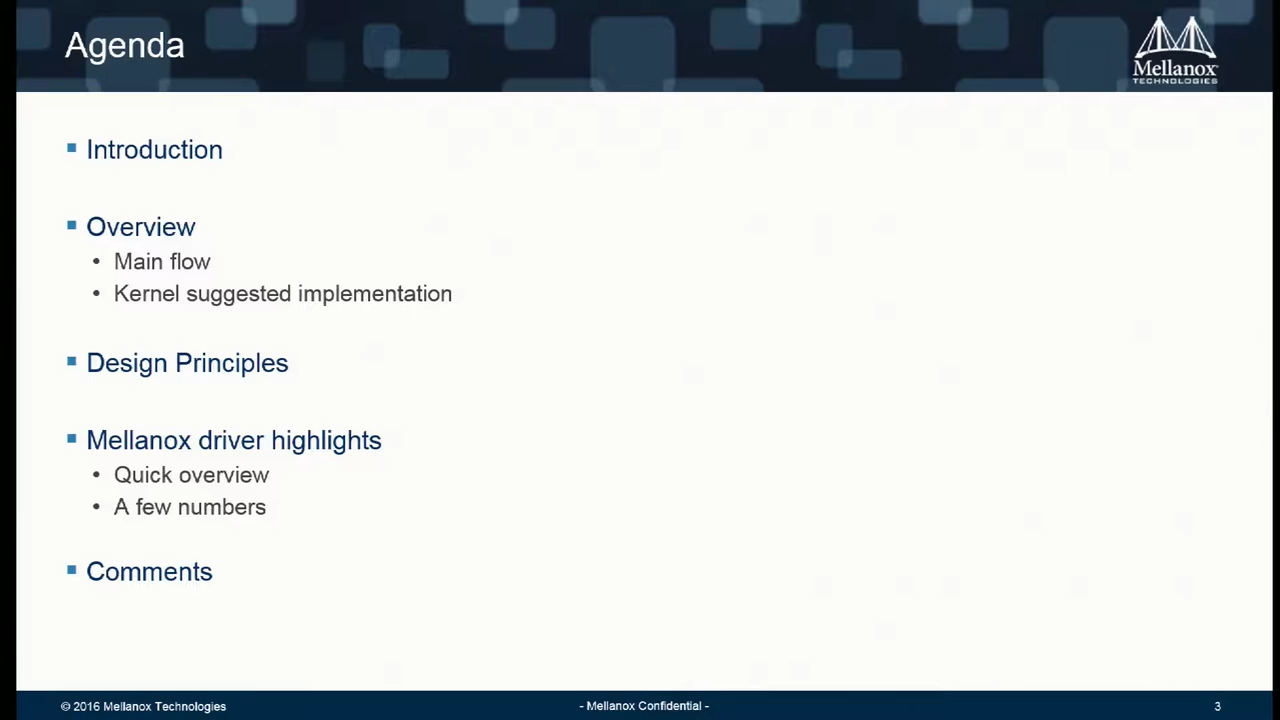 Agenda
Mellanox
TECHNOLOGIES
Introduction
Overview
• Main flow
• Kernel suggested implementation
Design Principles
Mellanox driver highlights
• Quick overview
• A few numbers
Comments
© 2016 Mellanox Technologies
- Mellanox Confidential -
3